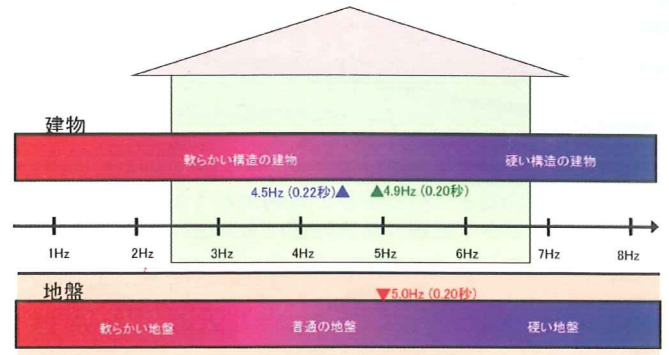 建物
軟らかい構造の建物 硬い構造の建物
4.5Hz (0.22秒)▲ ▲4.9Hz (0.20秒)
1Hz 2Hz 3Hz 4Hz 5Hz 6Hz 7Hz 8Hz
地盤
▼5.0Hz (0.20秒)
軟らかい地盤 普通の地盤 硬い地盤